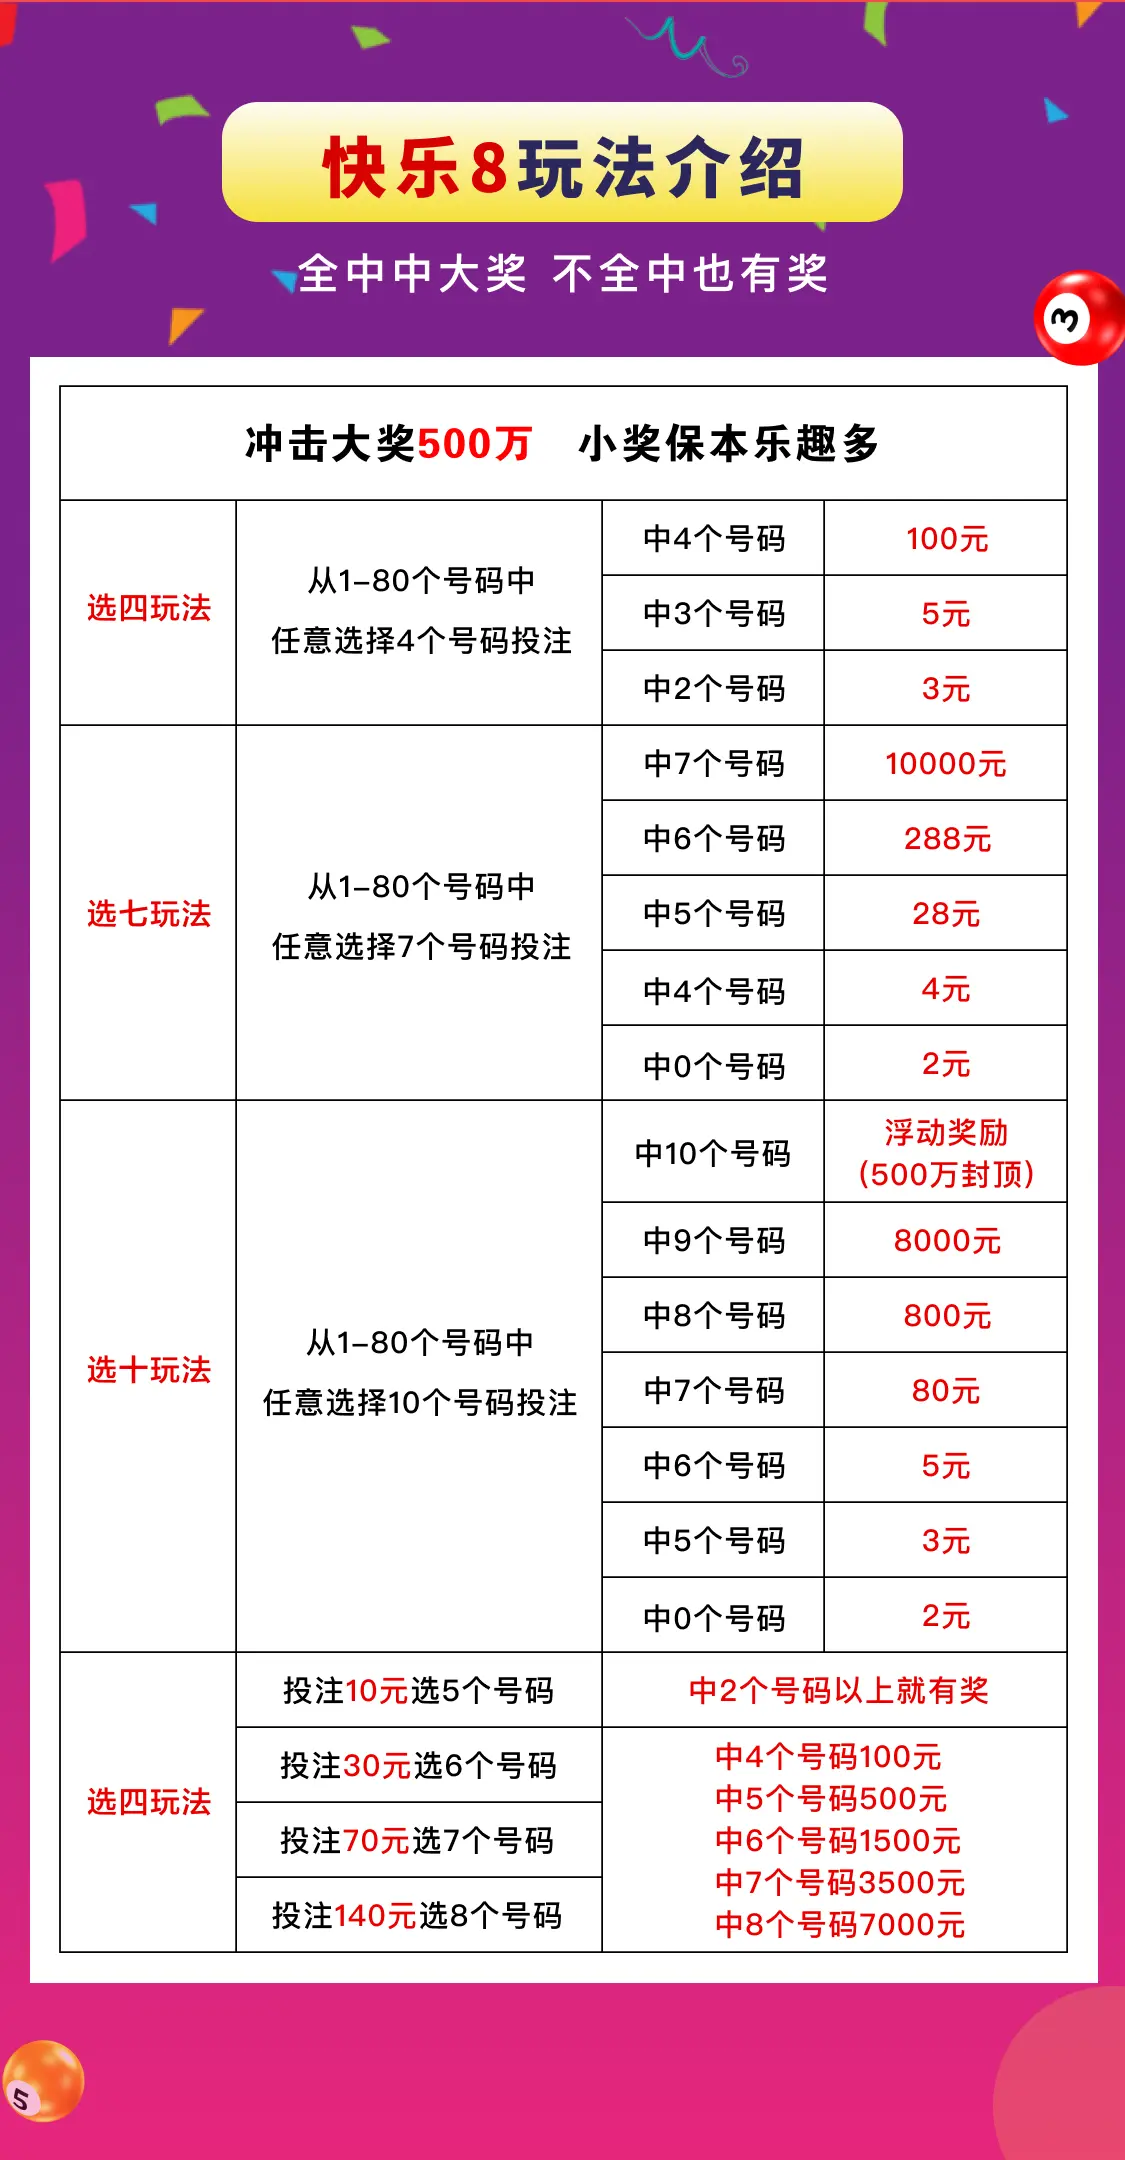 快乐8玩法介绍
全中中大奖 不全中也有奖
3
冲击大奖500万 小奖保本乐趣多
选四玩法
从1-80个号码中
任意选择4个号码投注
中4个号码 100元
中3个号码 5元
中2个号码 3元
选七玩法
从1-80个号码中
任意选择7个号码投注
中7个号码 10000元
中6个号码 288元
中5个号码 28元
中4个号码 4元
中0个号码 2元
选十玩法
从1-80个号码中
任意选择10个号码投注
中10个号码
浮动奖励
(500万封顶)
中9个号码 8000元
中8个号码 800元
中7个号码 80元
中6个号码 5元
中5个号码 3元
中0个号码 2元
选四玩法
投注10元选5个号码
中2个号码以上就有奖
投注30元选6个号码
投注70元选7个号码
投注140元选8个号码
中4个号码100元
中5个号码500元
中6个号码1500元
中7个号码3500元
中8个号码7000元
5